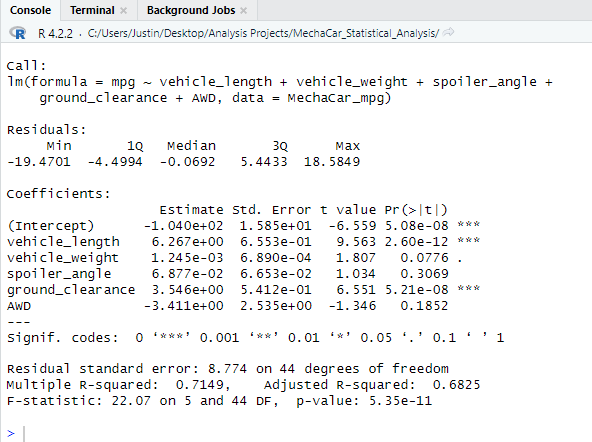 Console Terminal × Background Jobs ×
R 4.2.2 · C:/Users/Justin/Desktop/Analysis Projects/MechaCar_Statistical_Analysis/
Call:
lm(formula = mpg ~ vehicle_length + vehicle_weight + spoiler_angle +
    ground_clearance + AWD, data = MechaCar_mpg)
Residuals:
     Min       1Q   Median       3Q      Max
-19.4701  -4.4994  -0.0692   5.4433  18.5849
Coefficients:
                   Estimate Std. Error t value Pr(>|t|)
(Intercept)      -1.040e+02  1.585e+01  -6.559 5.08e-08 ***
vehicle_length    6.267e+00  6.553e-01   9.563 2.60e-12 ***
vehicle_weight    1.245e-03  6.890e-04   1.807   0.0776 .
spoiler_angle     6.877e-02  6.653e-02   1.034   0.3069
ground_clearance  3.546e+00  5.412e-01   6.551 5.21e-08 ***
AWD              -3.411e+00  2.535e+00  -1.346   0.1852
---
Signif. codes:  0 ‘***’ 0.001 ‘**’ 0.01 ‘*’ 0.05 ‘.’ 0.1 ‘ ’ 1
Residual standard error: 8.774 on 44 degrees of freedom
Multiple R-squared:  0.7149,    Adjusted R-squared:  0.6825
F-statistic: 22.07 on 5 and 44 DF,  p-value: 5.35e-11
>